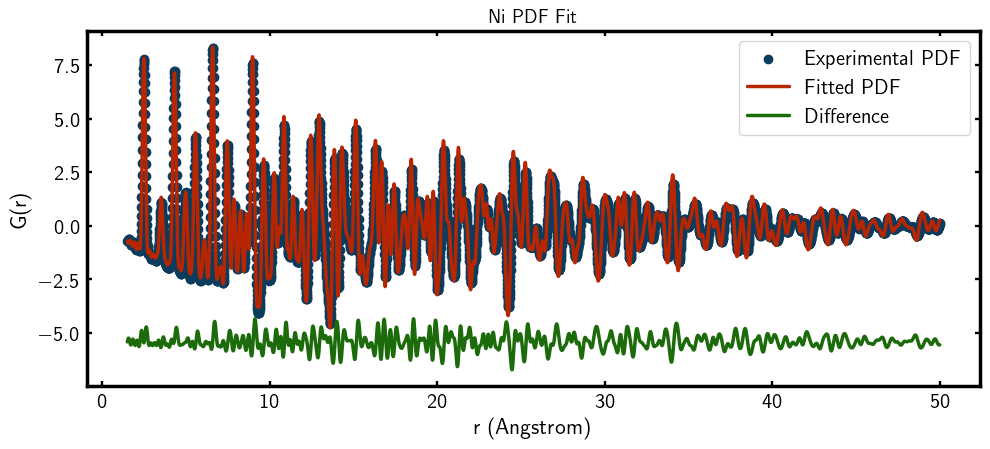 Ni PDF Fit
Experimental PDF
Fitted PDF
Difference
G(r)
7.5
5.0
2.5
0.0
−2.5
−5.0
0 10 20 30 40 50
r (Angstrom)